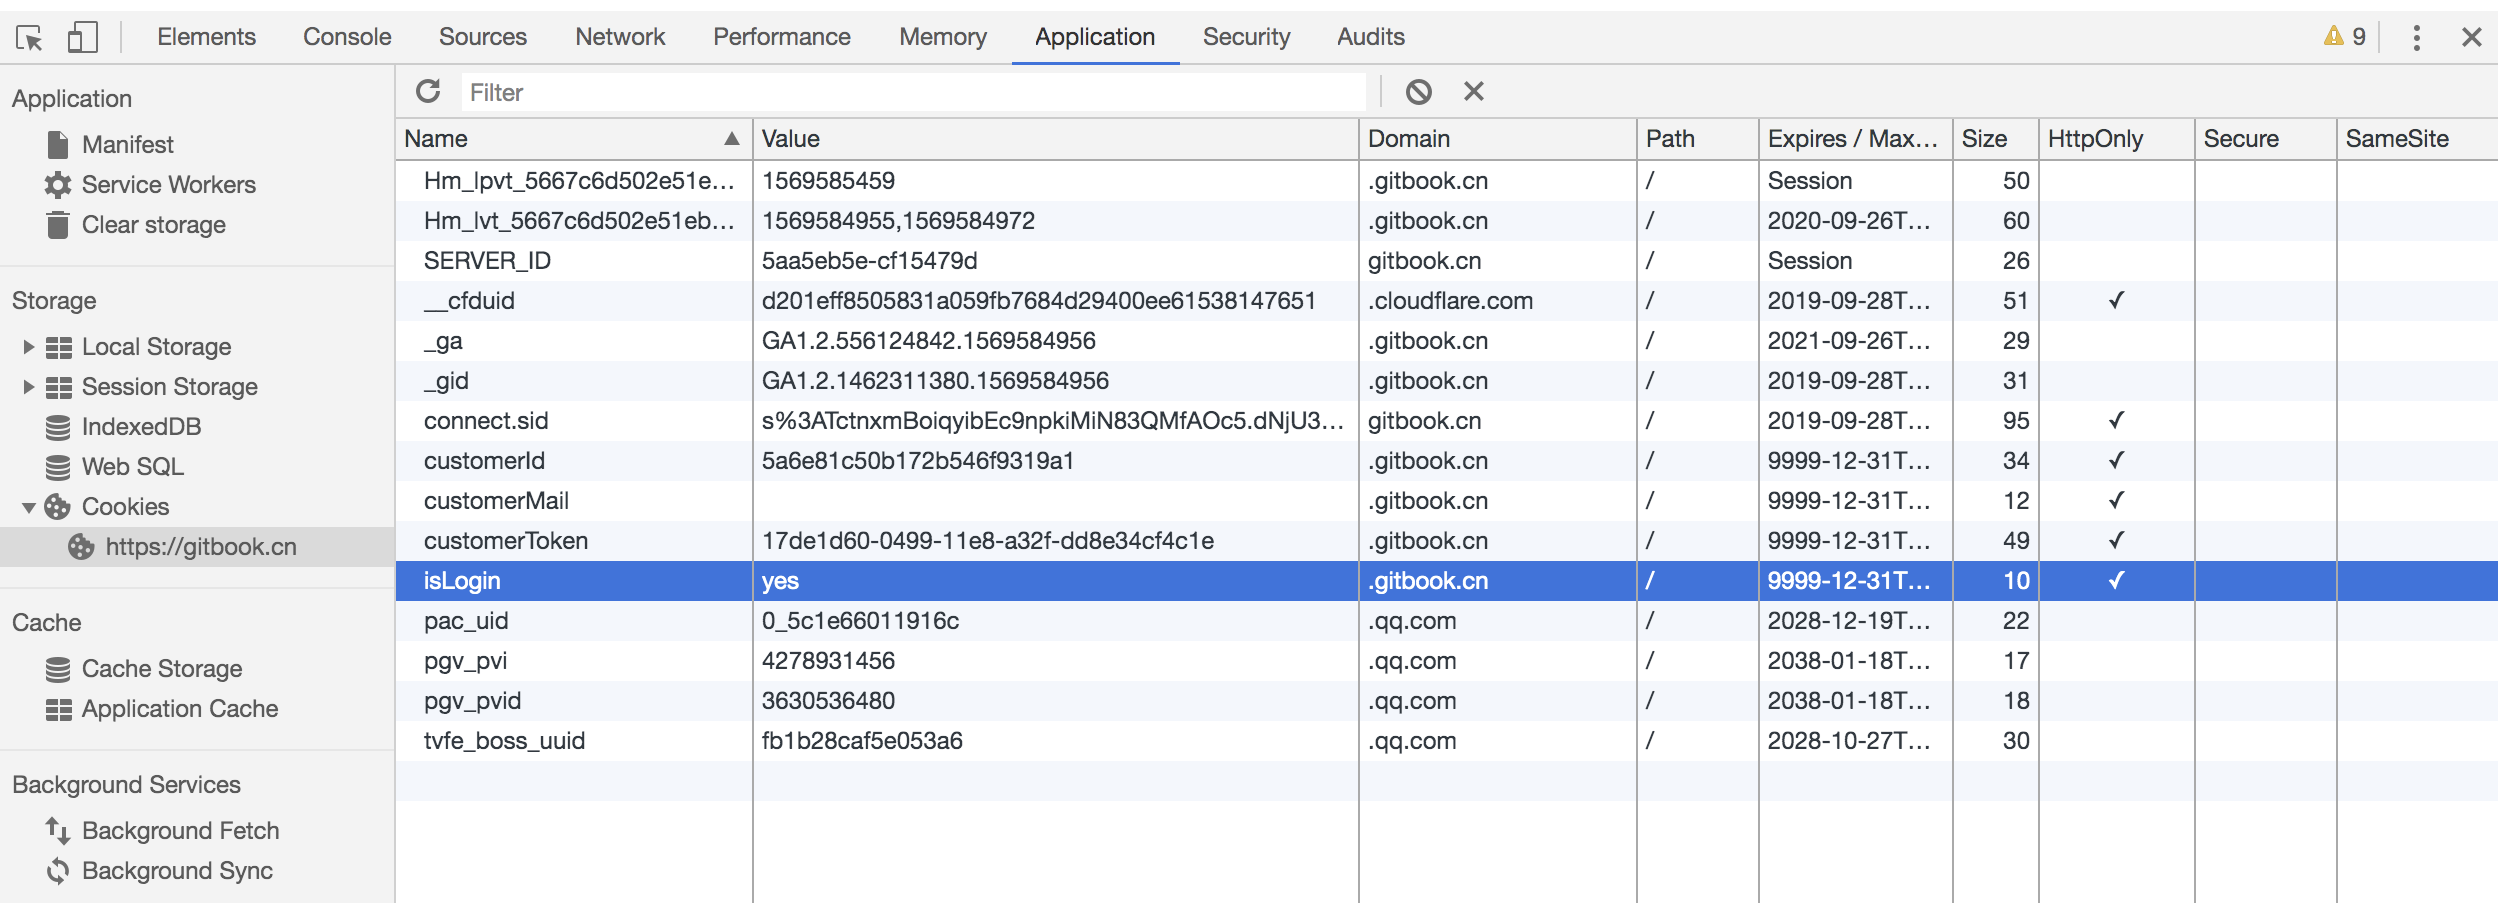 Elements Console Sources Network Performance Memory Application Security Audits 9
Application
Manifest
Service Workers
Clear storage
Storage
Local Storage
Session Storage
IndexedDB
Web SQL
Cookies
https://gitbook.cn
Cache
Cache Storage
Application Cache
Background Services
Background Fetch
Background Sync
Filter
Name Value Domain Path Expires / Max... Size HttpOnly Secure SameSite
Hm_lpvt_5667c6d502e51e... 1569585459 .gitbook.cn / Session 50
Hm_lvt_5667c6d502e51eb... 1569584955,1569584972 .gitbook.cn / 2020-09-26T... 60
SERVER_ID 5aa5eb5e-cf15479d gitbook.cn / Session 26
__cfduid d201eff8505831a059fb7684d29400ee61538147651 .cloudflare.com / 2019-09-28T... 51 ✓
_ga GA1.2.556124842.1569584956 .gitbook.cn / 2021-09-26T... 29
_gid GA1.2.1462311380.1569584956 .gitbook.cn / 2019-09-28T... 31
connect.sid s%3ATctnxmBoiqyibEc9npkiMiN83QMfAOc5.dNjU3... gitbook.cn / 2019-09-28T... 95 ✓
customerId 5a6e81c50b172b546f9319a1 .gitbook.cn / 9999-12-31T... 34 ✓
customerMail .gitbook.cn / 9999-12-31T... 12 ✓
customerToken 17de1d60-0499-11e8-a32f-dd8e34cf4c1e .gitbook.cn / 9999-12-31T... 49 ✓
isLogin yes .gitbook.cn / 9999-12-31T... 10 ✓
pac_uid 0_5c1e66011916c .qq.com / 2028-12-19T... 22
pgv_pvi 4278931456 .qq.com / 2038-01-18T... 17
pgv_pvid 3630536480 .qq.com / 2038-01-18T... 18
tvfe_boss_uuid fb1b28caf5e053a6 .qq.com / 2028-10-27T... 30